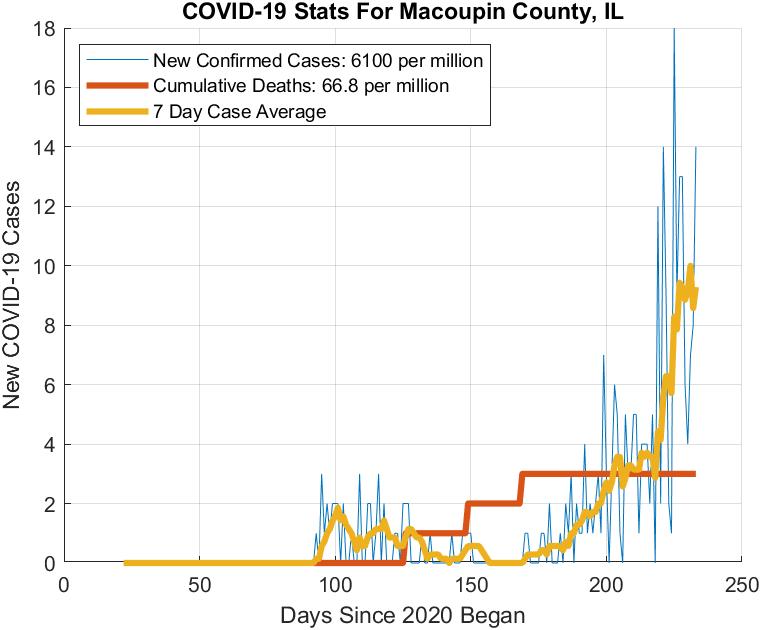 COVID-19 Stats For Macoupin County, IL
New Confirmed Cases: 6100 per million
Cumulative Deaths: 66.8 per million
7 Day Case Average
New COVID-19 Cases
18
16
14
12
10
8
6
4
2
0
0 50 100 150 200 250
Days Since 2020 Began